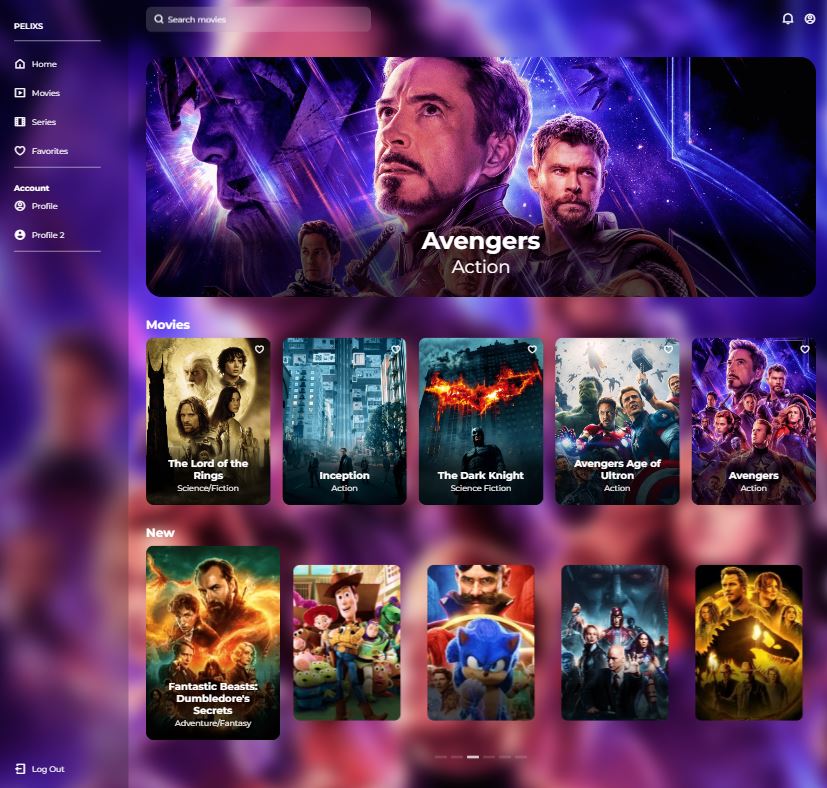 PELIXS
Search movies
Home
Movies
Series
Favorites
Account
Profile
Profile 2
Log Out
Avengers
Action
Movies
The Lord of the
Rings
Science/Fiction
Inception
Action
The Dark Knight
Science Fiction
Avengers Age of
Ultron
Action
Avengers
Action
New
Fantastic Beasts:
Dumbledore's
Secrets
Adventure/Fantasy